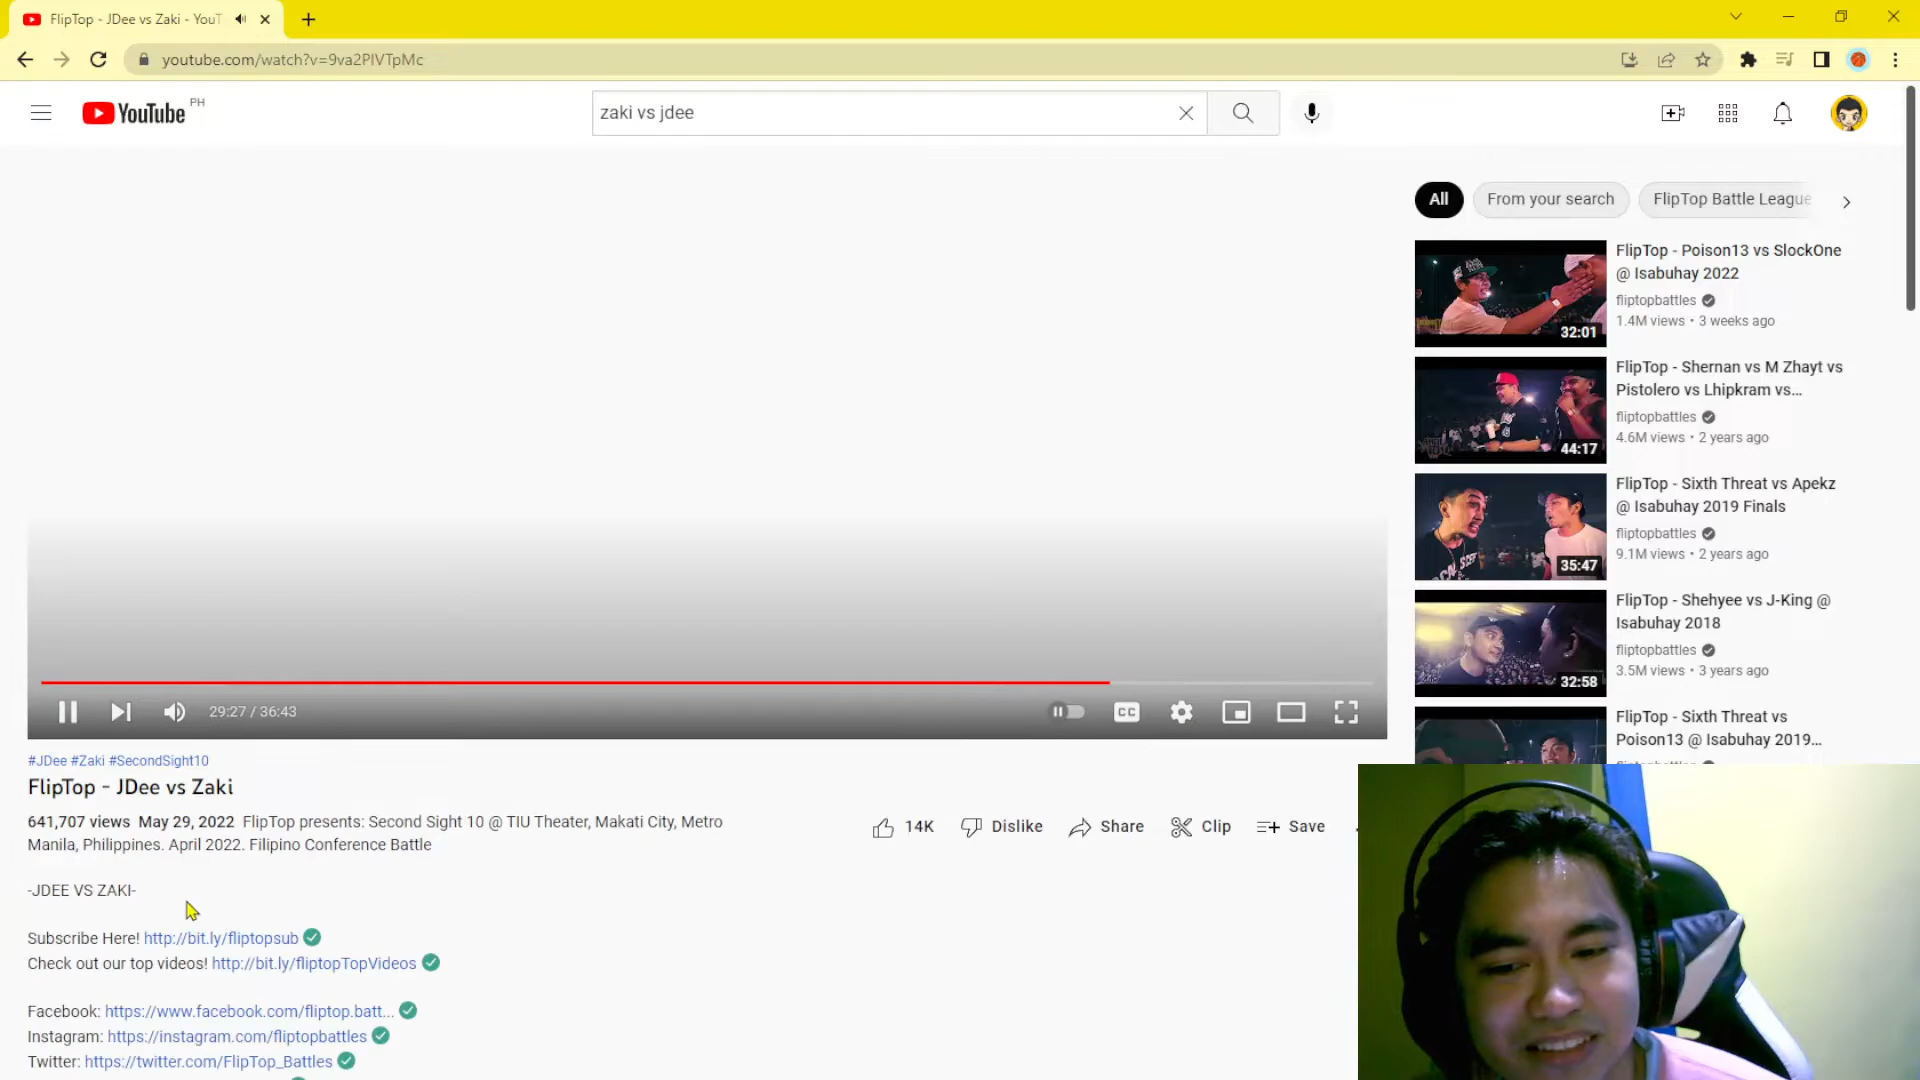 FlipTop - JDee vs Zaki - YouT
youtube.com/watch?v=9va2PlVTpMc
YouTube PH
zaki vs jdee
All
From your search
FlipTop Battle League
FlipTop - Poison13 vs SlockOne
@ Isabuhay 2022
fliptopbattles
1.4M views • 3 weeks ago
32:01
FlipTop - Shernan vs M Zhayt vs
Pistolero vs Lhipkram vs...
fliptopbattles
4.6M views • 2 years ago
44:17
FlipTop - Sixth Threat vs Apekz
@ Isabuhay 2019 Finals
fliptopbattles
9.1M views • 2 years ago
35:47
FlipTop - Shehyee vs J-King @
Isabuhay 2018
fliptopbattles
3.5M views • 3 years ago
32:58
FlipTop - Sixth Threat vs
Poison13 @ Isabuhay 2019...
29:27 / 36:43
CC
#JDee #Zaki #SecondSight10
FlipTop - JDee vs Zaki
641,707 views May 29, 2022 FlipTop presents: Second Sight 10 @ TIU Theater, Makati City, Metro
Manila, Philippines. April 2022. Filipino Conference Battle
14K
Dislike
Share
Clip
Save
-JDEE VS ZAKI-
Subscribe Here! http://bit.ly/fliptopsub
Check out our top videos! http://bit.ly/fliptopTopVideos
Facebook: https://www.facebook.com/fliptop.batt...
Instagram: https://instagram.com/fliptopbattles
Twitter: https://twitter.com/FlipTop_Battles